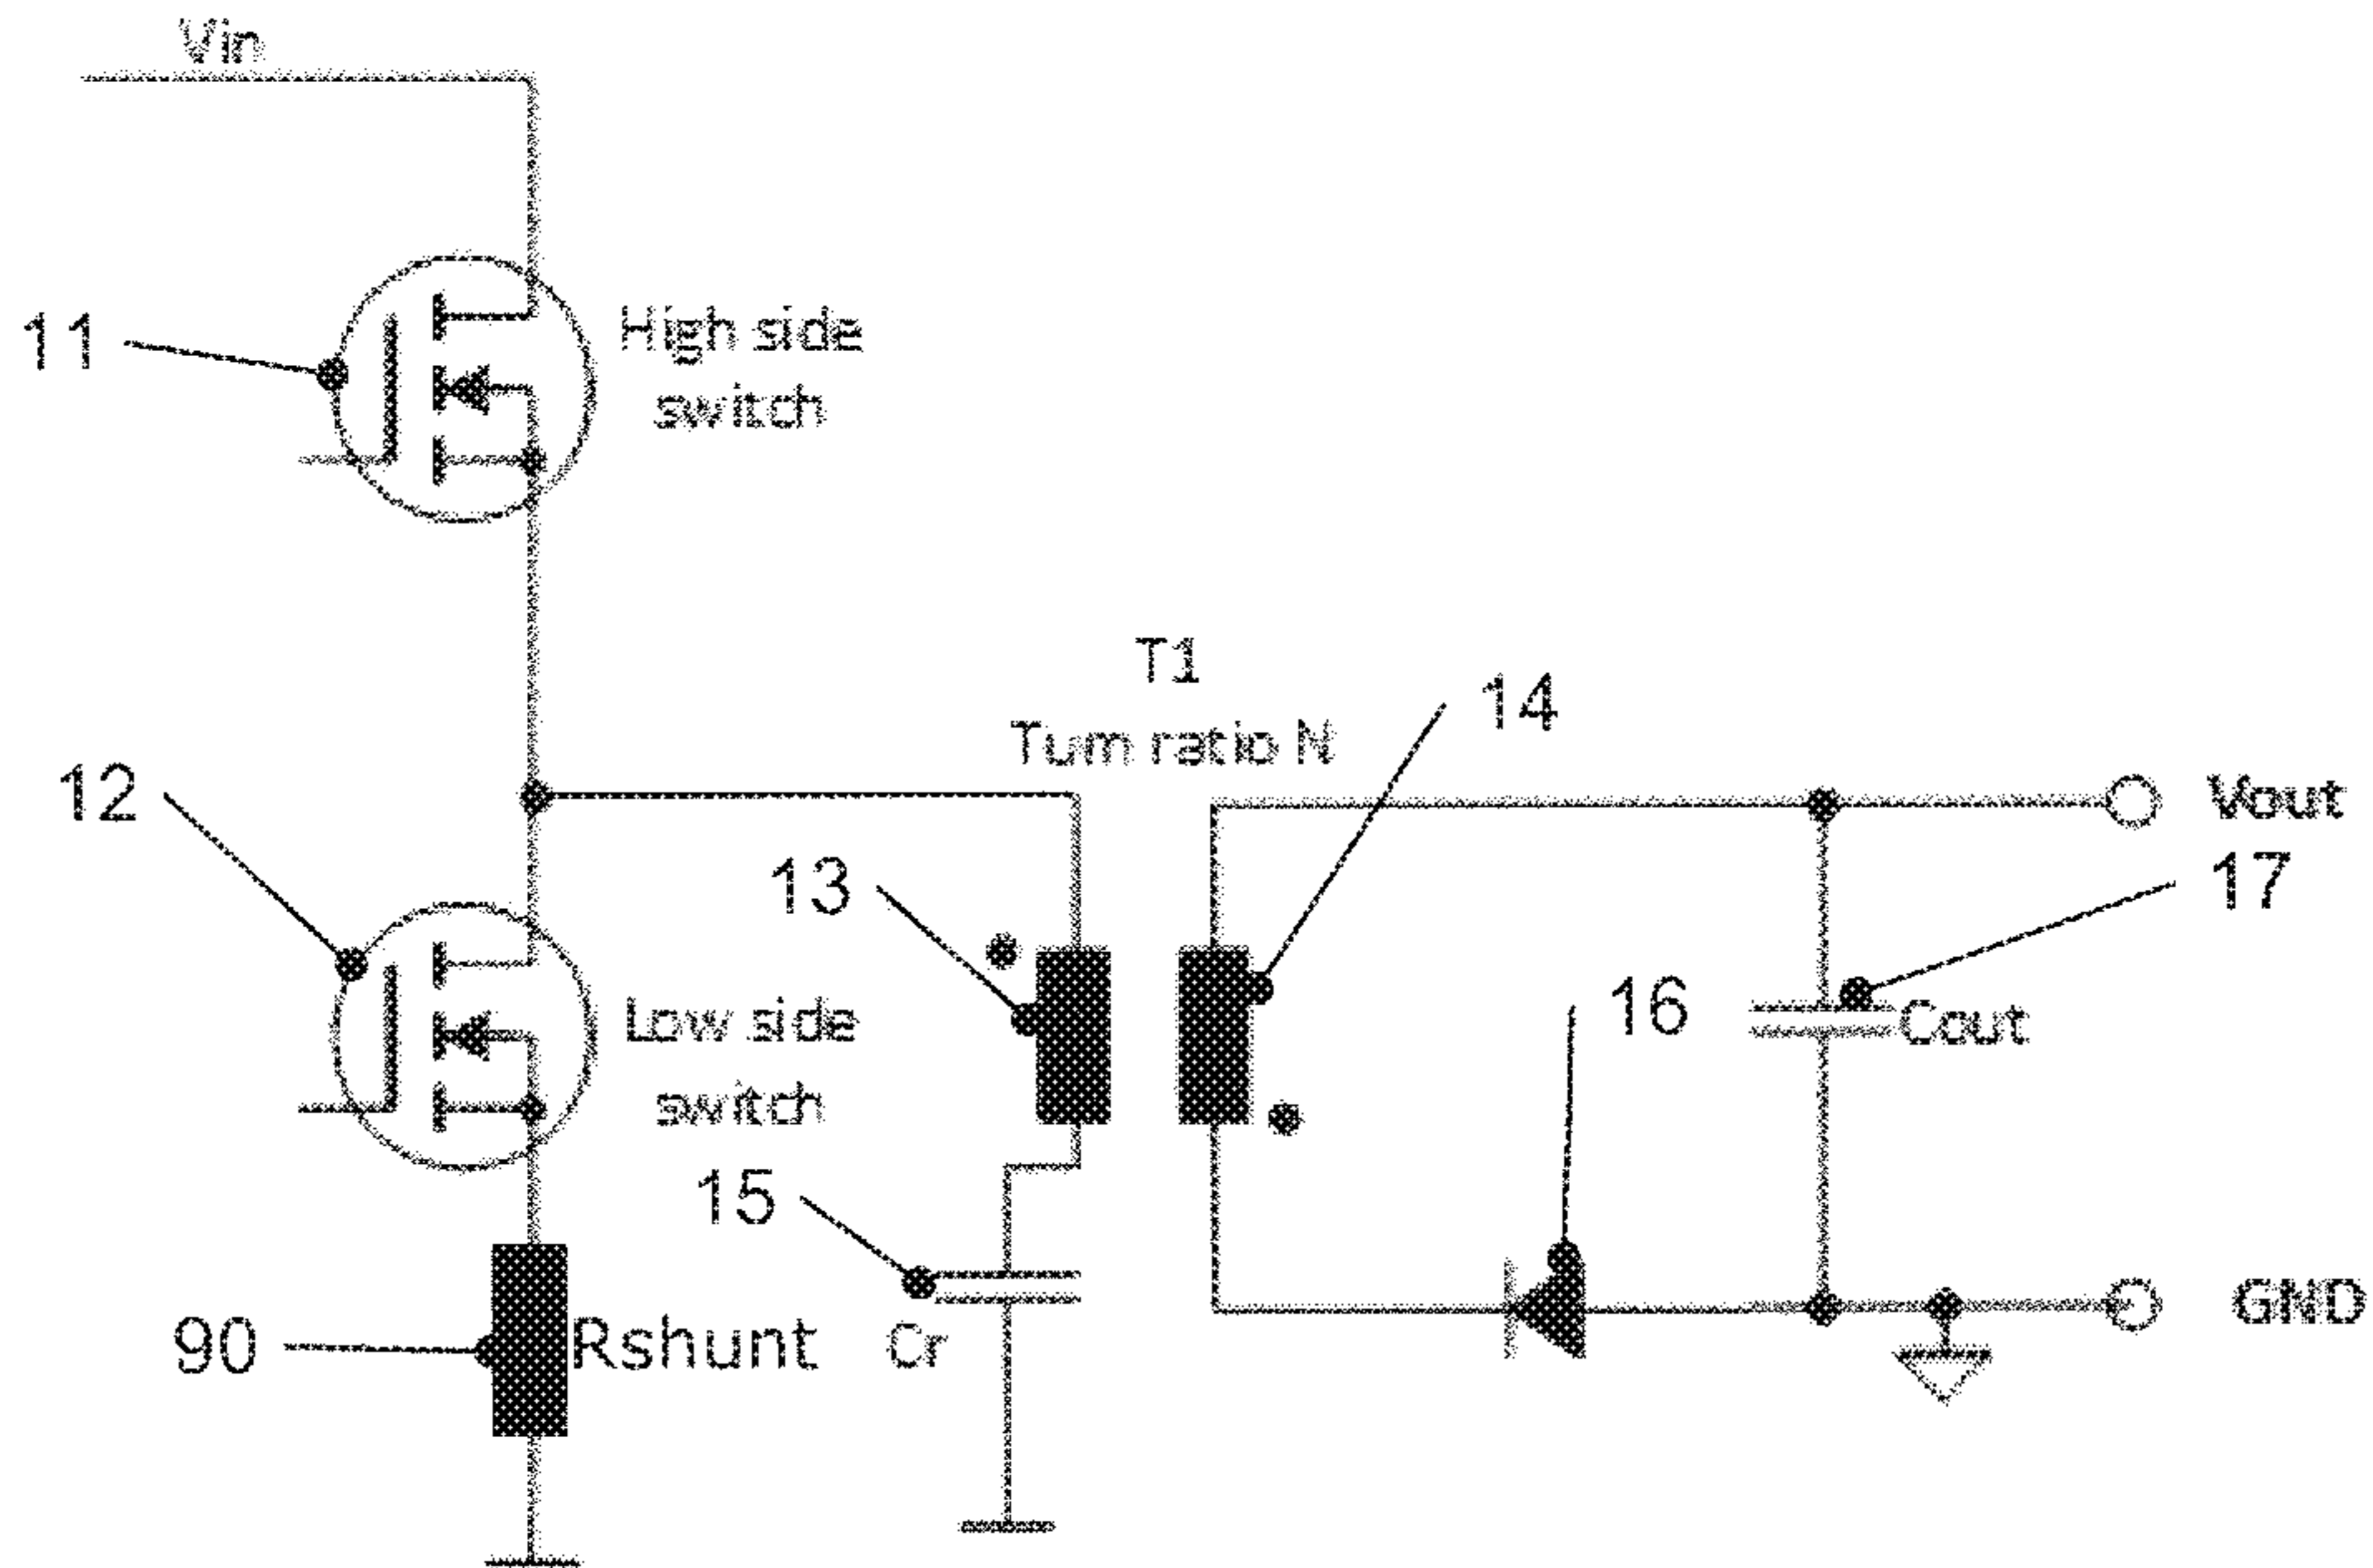 Vin
11
High side
switch
T1
Turn ratio N
14
12
Vout
13
17
16
Low side
switch
Cout
15
90
Rshunt
Cr
GND